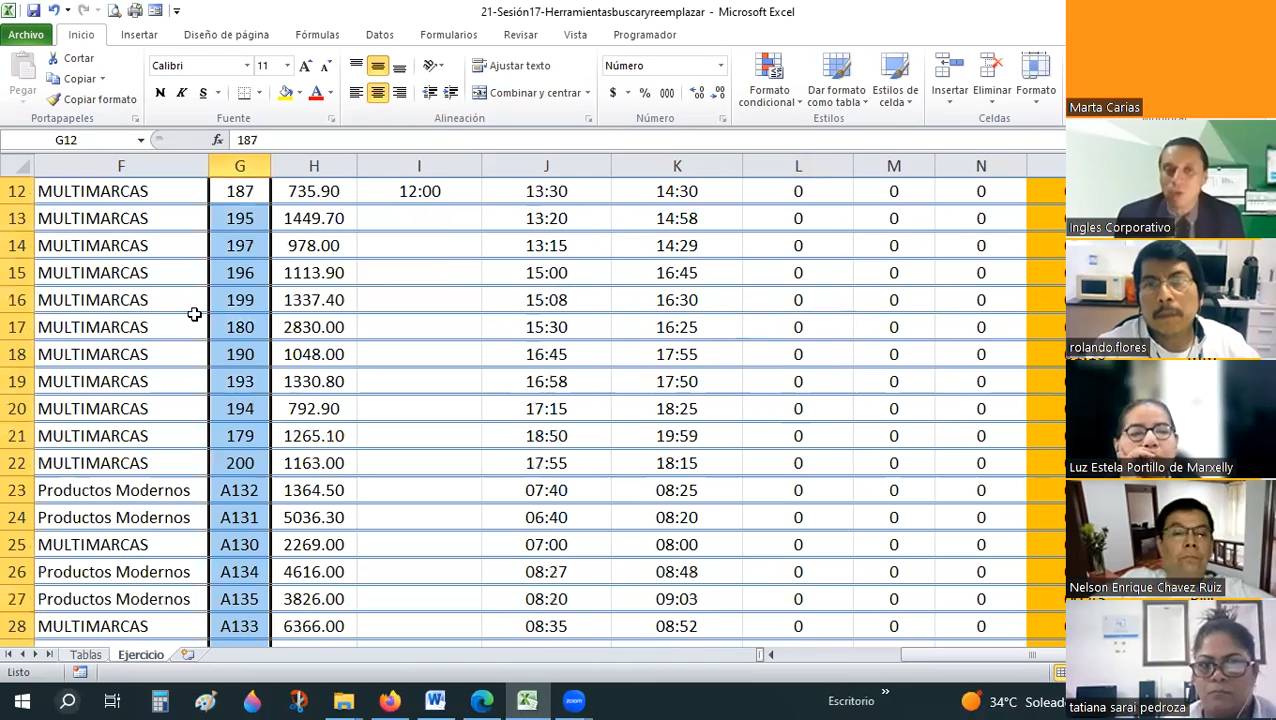 21-Sesión17-Herramientasbuscaryreemplazar - Microsoft Excel
Archivo Inicio Insertar Diseño de página Fórmulas Datos Formularios Revisar Vista Programador
Cortar
Copiar
Copiar formato
Pegar
Portapapeles
Calibri 11
N K S
Fuente
Ajustar texto
Combinar y centrar
Alineación
Número
$ % 000
Número
Formato condicional
Dar formato como tabla
Estilos de celda
Estilos
Insertar Eliminar Formato
Celdas
G12 fx 187
F G H I J K L M N
12 MULTIMARCAS 187 735.90 12:00 13:30 14:30 0 0 0
13 MULTIMARCAS 195 1449.70 13:20 14:58 0 0 0
14 MULTIMARCAS 197 978.00 13:15 14:29 0 0 0
15 MULTIMARCAS 196 1113.90 15:00 16:45 0 0 0
16 MULTIMARCAS 199 1337.40 15:08 16:30 0 0 0
17 MULTIMARCAS 180 2830.00 15:30 16:25 0 0 0
18 MULTIMARCAS 190 1048.00 16:45 17:55 0 0 0
19 MULTIMARCAS 193 1330.80 16:58 17:50 0 0 0
20 MULTIMARCAS 194 792.90 17:15 18:25 0 0 0
21 MULTIMARCAS 179 1265.10 18:50 19:59 0 0 0
22 MULTIMARCAS 200 1163.00 17:55 18:15 0 0 0
23 Productos Modernos A132 1364.50 07:40 08:25 0 0 0
24 Productos Modernos A131 5036.30 06:40 08:20 0 0 0
25 MULTIMARCAS A130 2269.00 07:00 08:00 0 0 0
26 Productos Modernos A134 4616.00 08:27 08:48 0 0 0
27 Productos Modernos A135 3826.00 08:20 09:03 0 0 0
28 MULTIMARCAS A133 6366.00 08:35 08:52 0 0 0
Tablas Ejercicio
Listo
Escritorio
34°C Soleado
Marta Carias
Ingles Corporativo
rolando.flores
Luz Estela Portillo de Marxelly
Nelson Enrique Chavez Ruiz
tatiana sarai pedroza